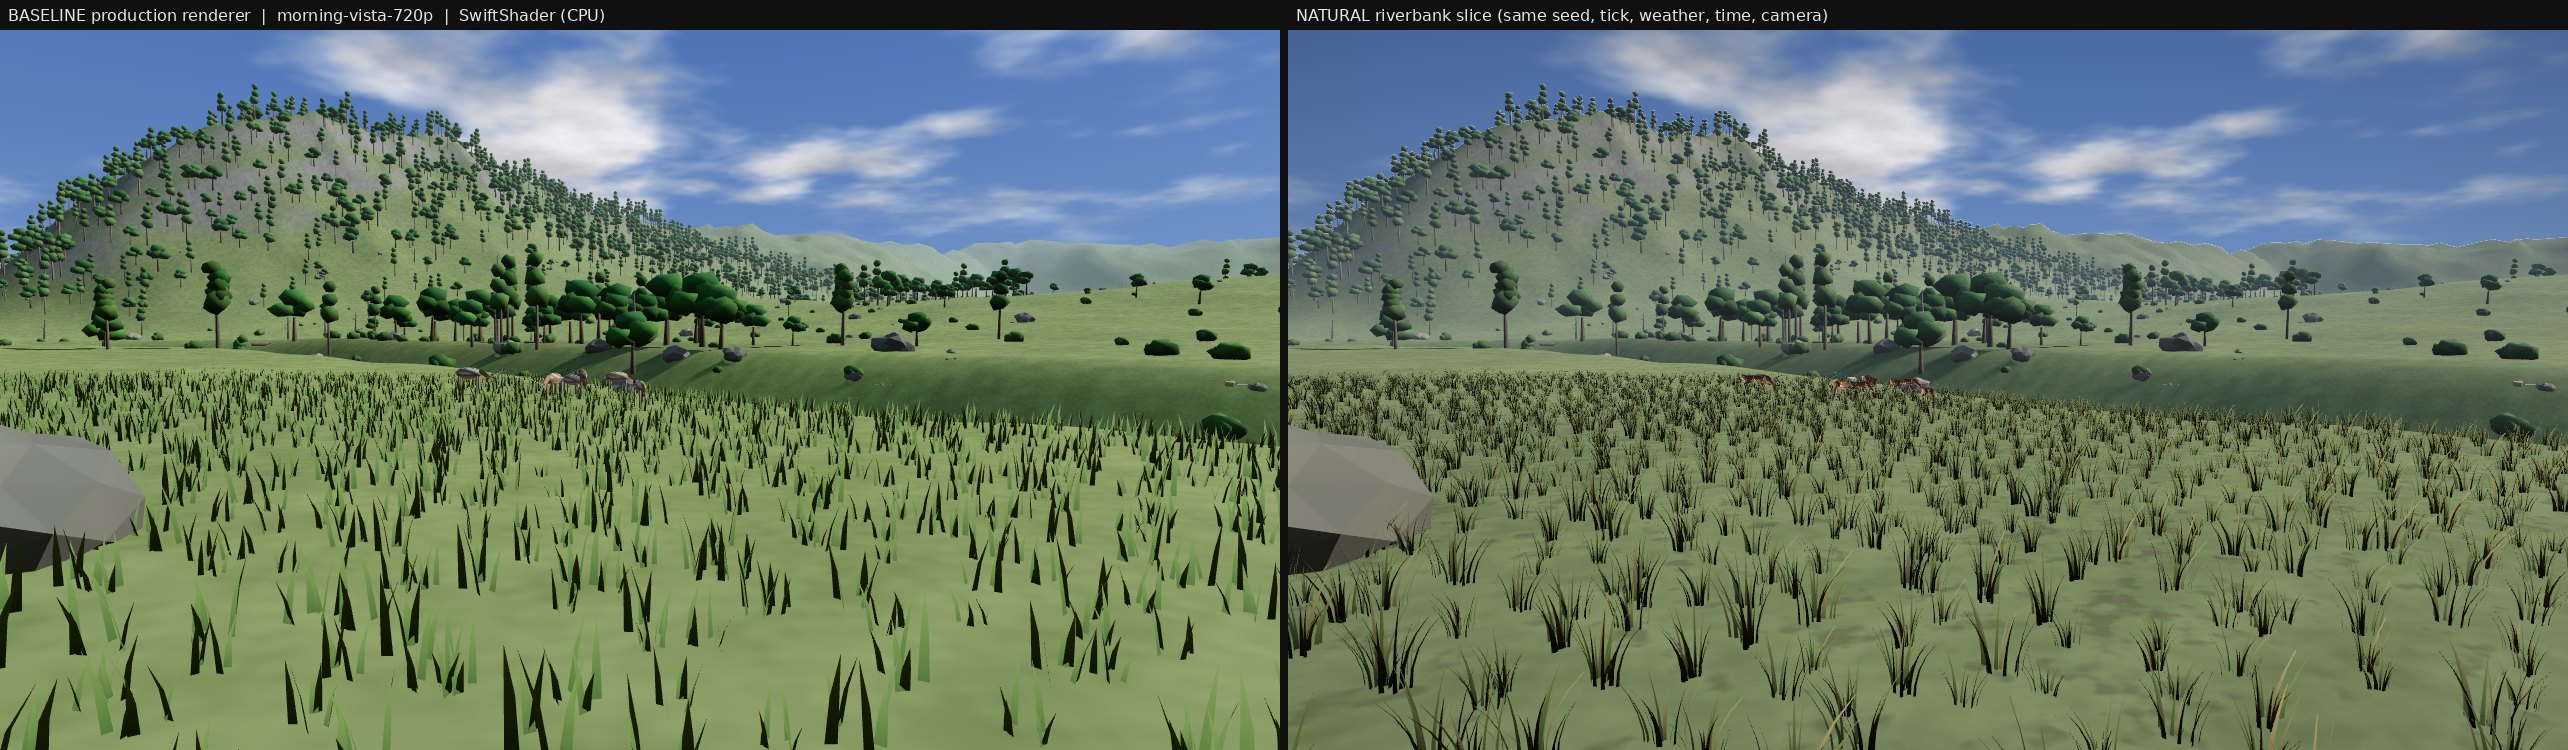 BASELINE production renderer | morning-vista-720p | SwiftShader (CPU)
NATURAL riverbank slice (same seed, tick, weather, time, camera)